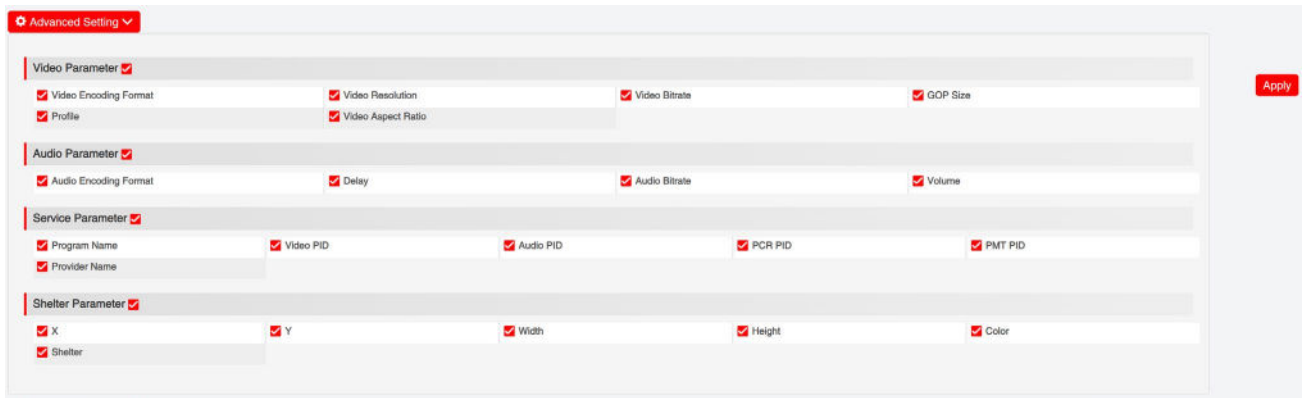 Advanced Setting
Video Parameter
Apply
Video Encoding Format Video Resolution Video Bitrate GOP Size
Profile Video Aspect Ratio
Audio Parameter
Audio Encoding Format Delay Audio Bitrate Volume
Service Parameter
Program Name Video PID Audio PID PCR PID PMT PID
Provider Name
Shelter Parameter
X Y Width Height Color
Shelter